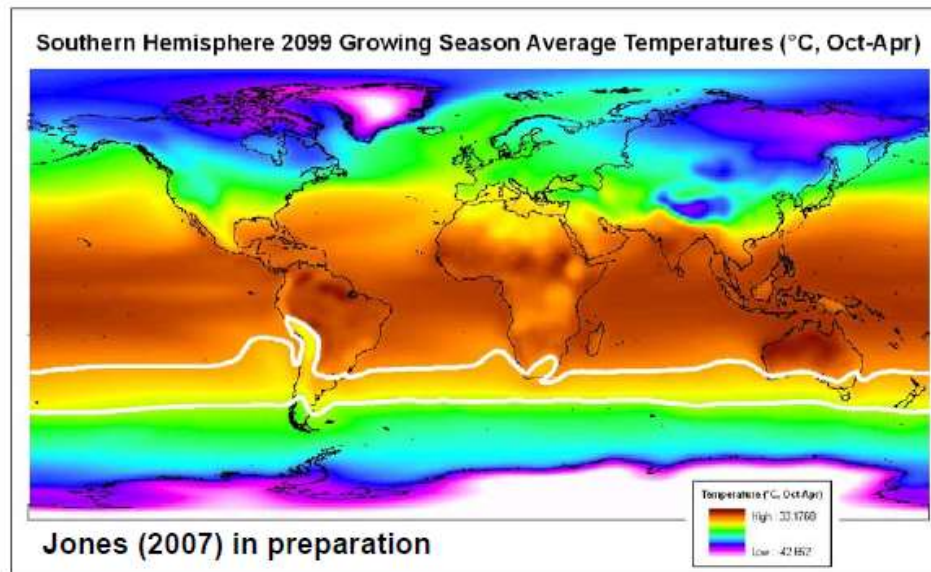 Southern Hemisphere 2099 Growing Season Average Temperatures (°C, Oct-Apr)
Temperature (°C, Oct-Apr)
High : 33.1768
Low : -42.652
Jones (2007) in preparation